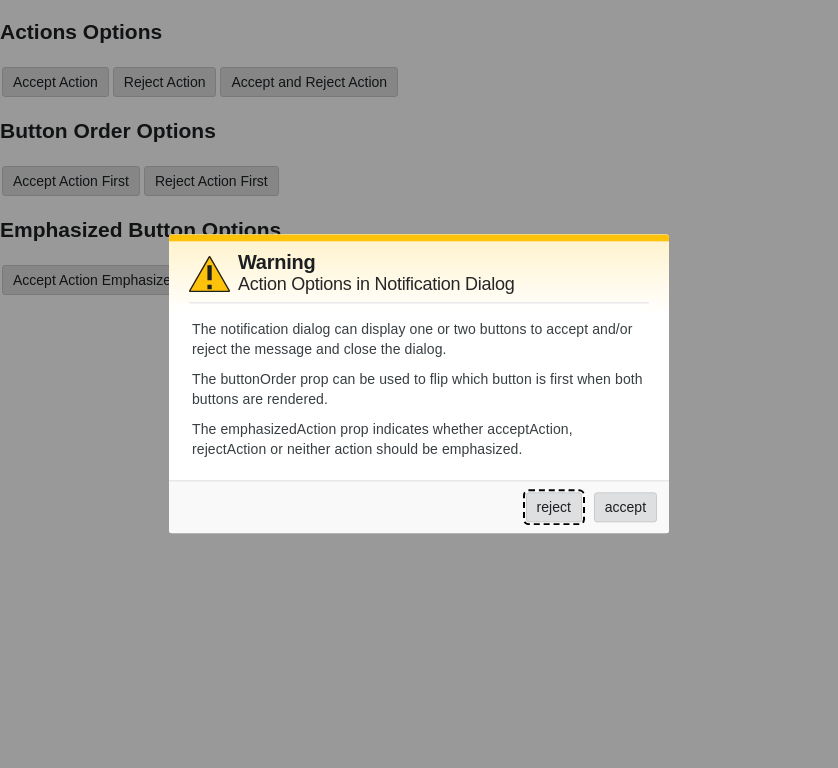 Actions Options
Accept Action
Reject Action
Accept and Reject Action
Button Order Options
Accept Action First
Reject Action First
Emphasized Button Options
Accept Action
Warning
Action Options in Notification Dialog
The notification dialog can display one or two buttons to accept and/or
reject the message and close the dialog.
The buttonOrder prop can be used to flip which button is first when both
buttons are rendered.
The emphasizedAction prop indicates whether acceptAction,
rejectAction or neither action should be emphasized.
reject
accept